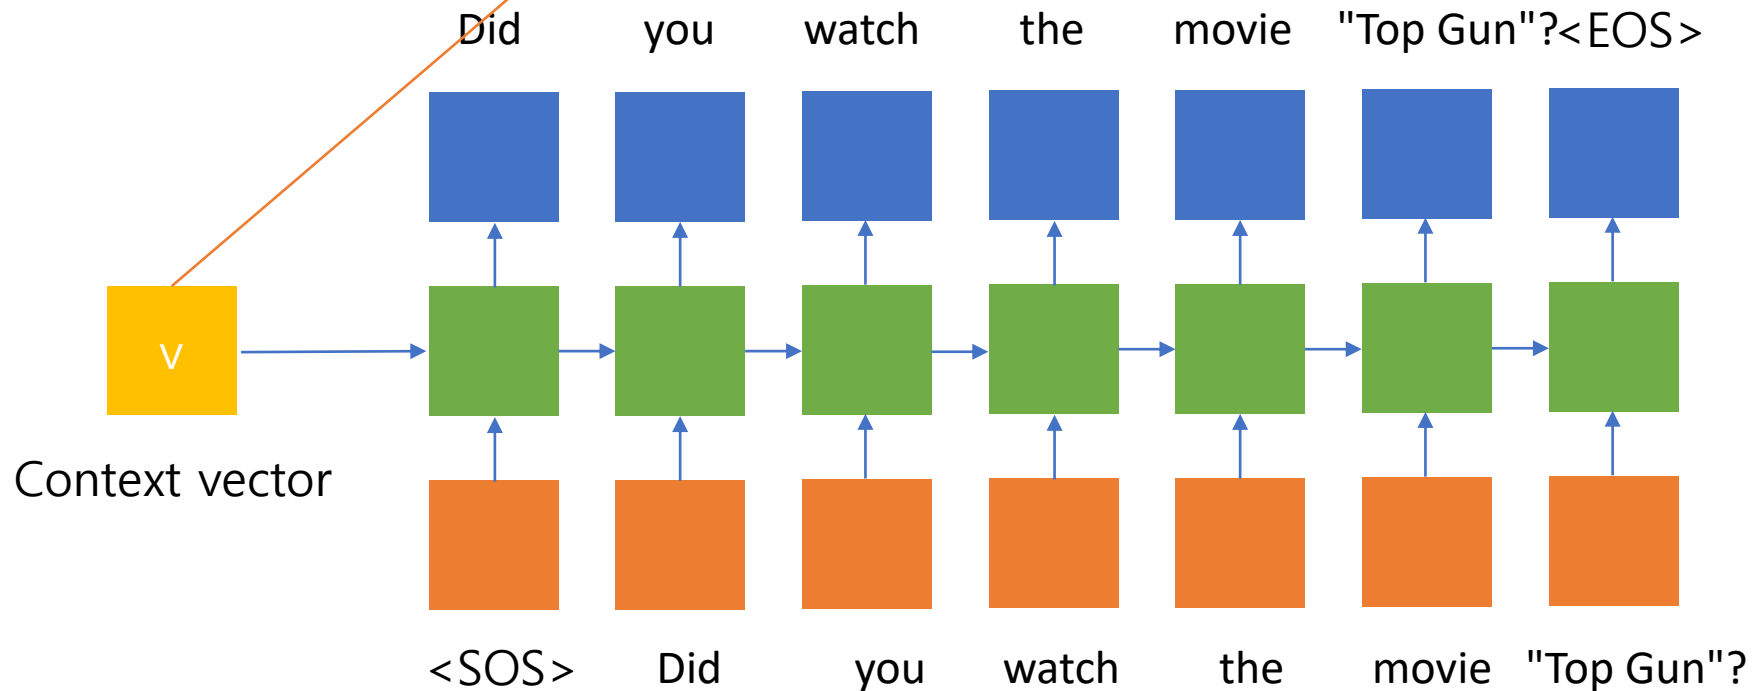 Did you watch the movie "Top Gun"?<EOS>
v
Context vector
<SOS> Did you watch the movie "Top Gun"?